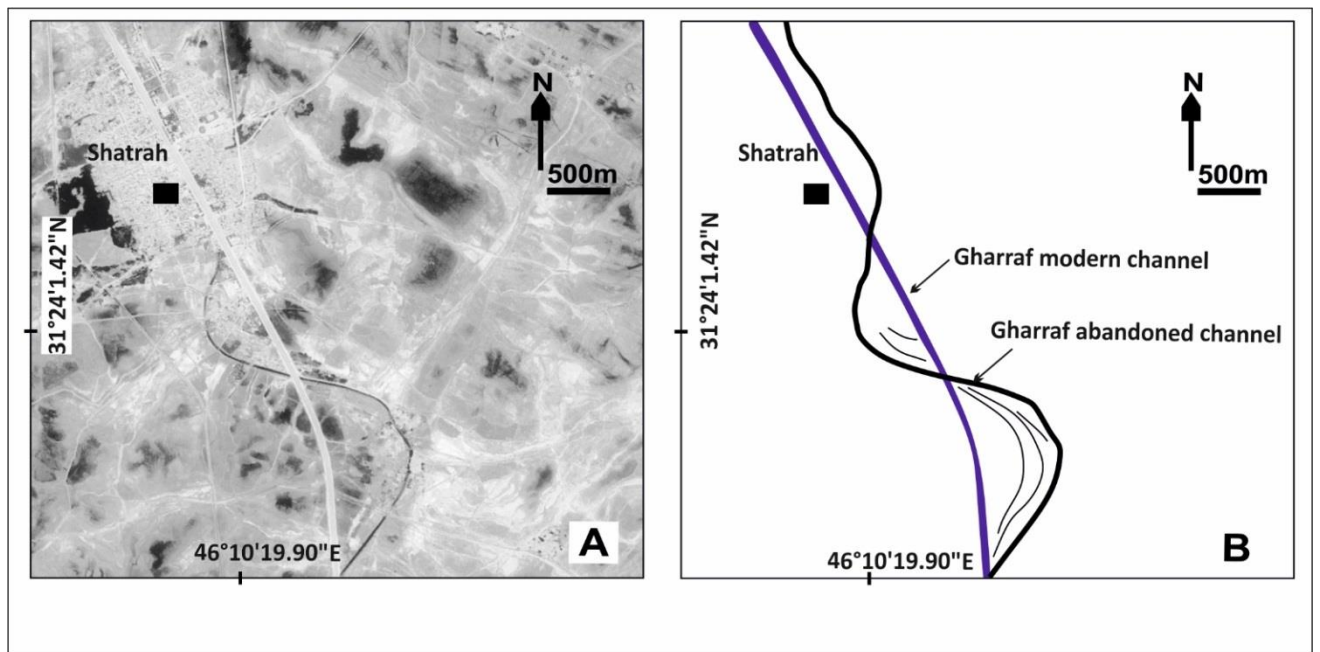 N
500m
Shatrah
31°24'1.42"N
46°10'19.90"E
A
N
500m
Shatrah
31°24'1.42"N
Gharraf modern channel
Gharraf abandoned channel
46°10'19.90"E
B